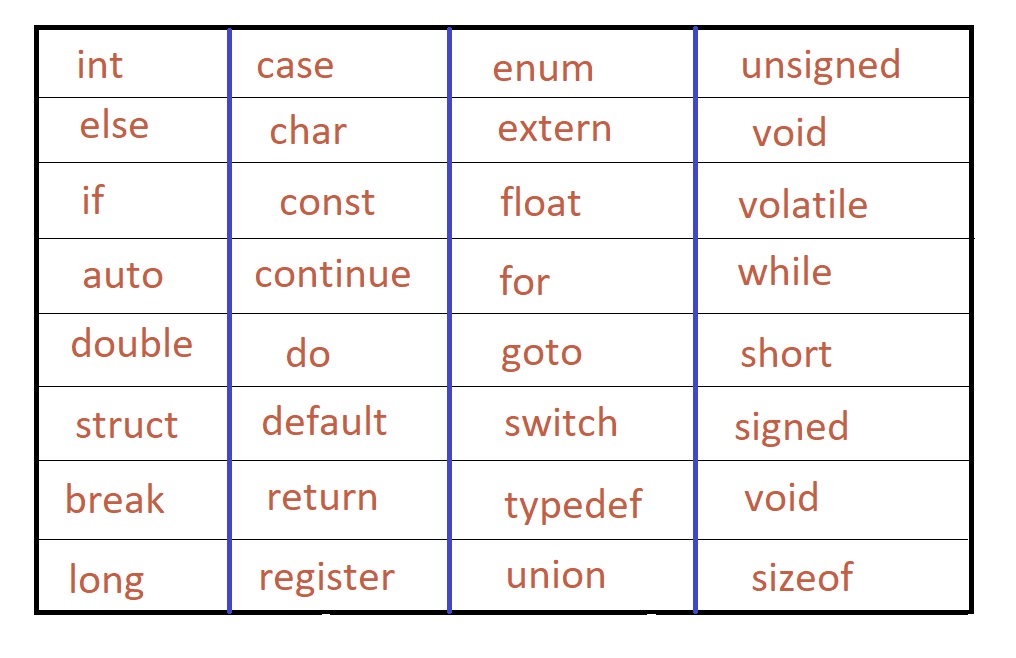 int case enum unsigned
else char extern void
if const float volatile
auto continue for while
double do goto short
struct default switch signed
break return typedef void
long register union sizeof